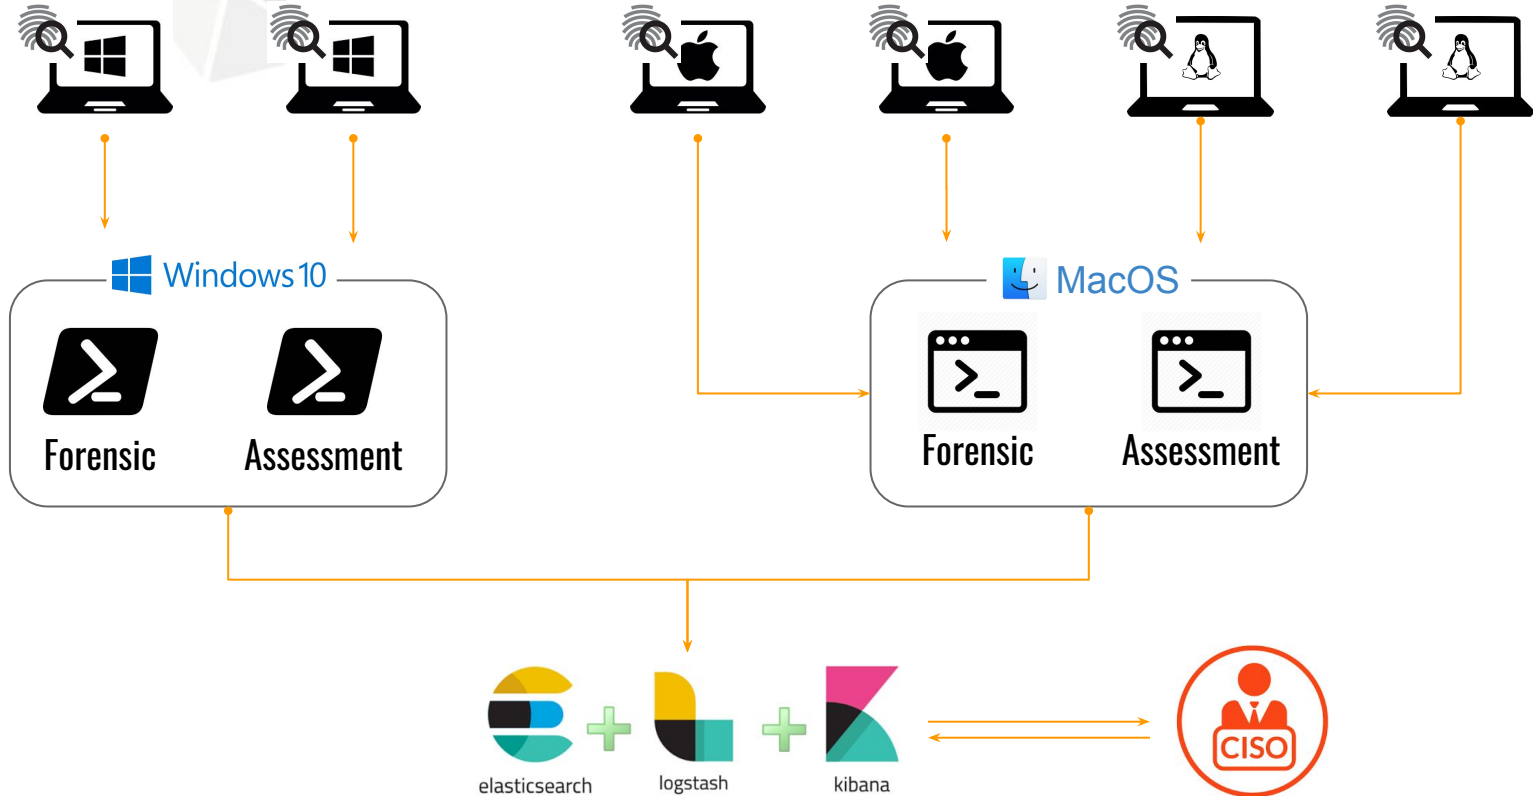 Windows 10
MacOS
Forensic
Assessment
Forensic
Assessment
elasticsearch
logstash
kibana
CISO